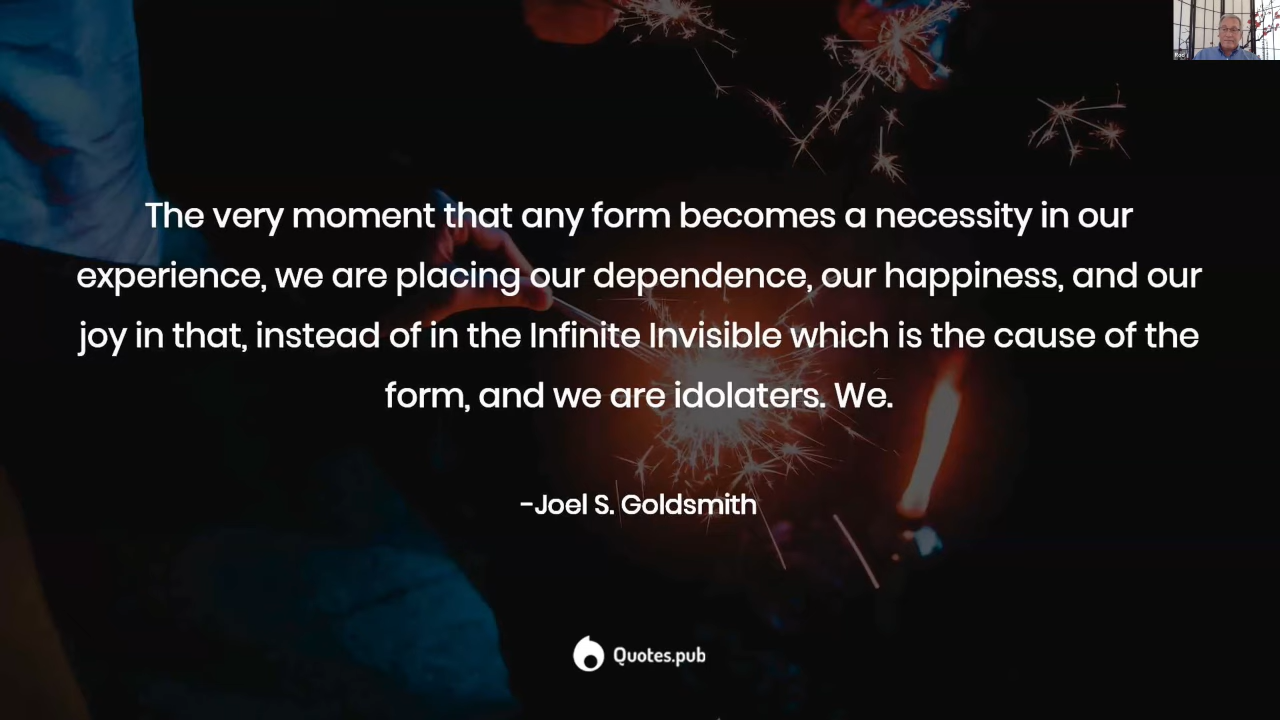 The very moment that any form becomes a necessity in our
experience, we are placing our dependence, our happiness, and our
joy in that, instead of in the Infinite Invisible which is the cause of the
form, and we are idolaters. We.
-Joel S. Goldsmith
Quotes.pub